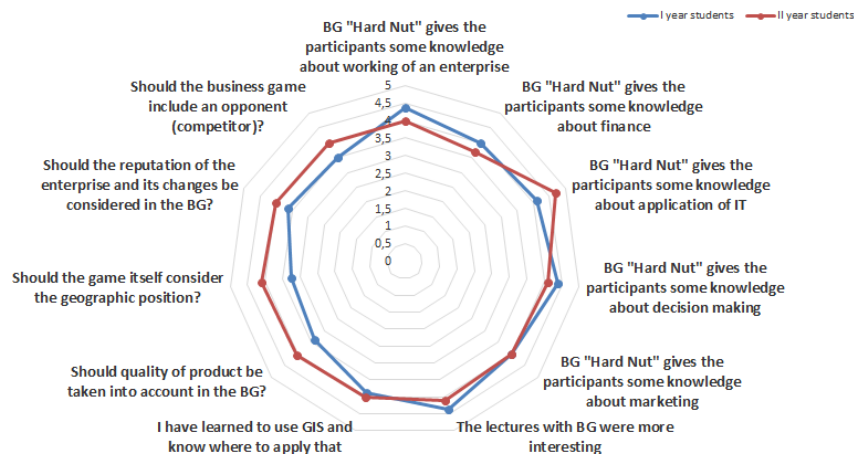 I year students
II year students
BG "Hard Nut" gives the
participants some knowledge
about working of an enterprise
BG "Hard Nut" gives the
participants some knowledge
about finance
BG "Hard Nut" gives the
participants some knowledge
about application of IT
BG "Hard Nut" gives the
participants some knowledge
about decision making
BG "Hard Nut" gives the
participants some knowledge
about marketing
The lectures with BG were more
interesting
I have learned to use GIS and
know where to apply that
Should quality of product be
taken into account in the BG?
Should the game itself consider
the geographic position?
Should the reputation of the
enterprise and its changes be
considered in the BG?
Should the business game
include an opponent
(competitor)?
5
4,5
4
3,5
3
2,5
2
1,5
1
0,5
0